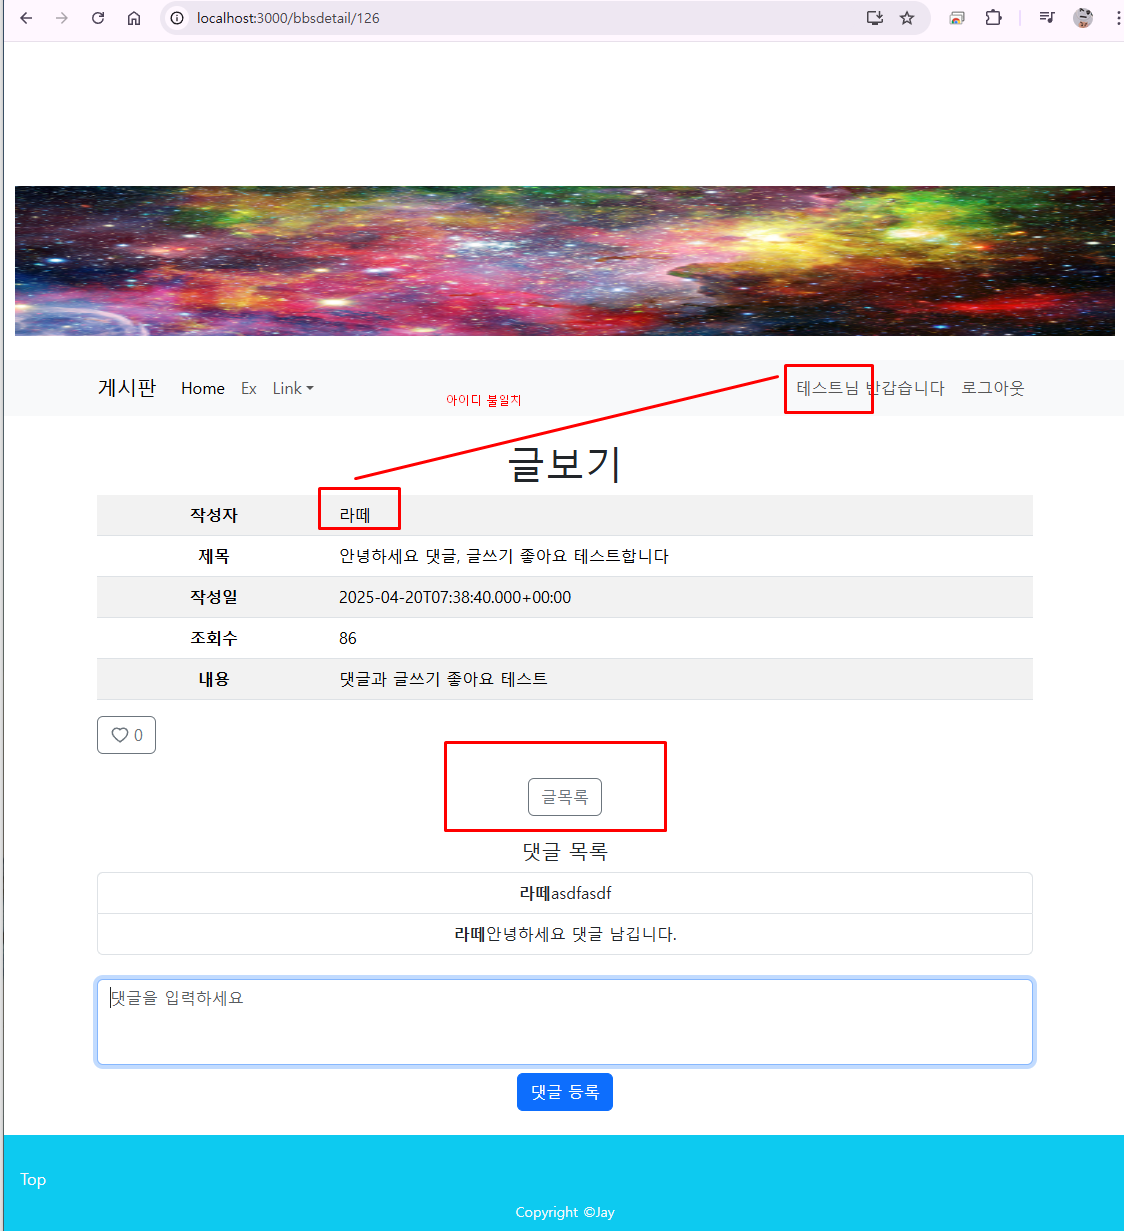 localhost:3000/bbsdetail/126
게시판 Home Ex Link 테스트님 반갑습니다 로그아웃
아이디 불일치
글보기
작성자 라떼
제목 안녕하세요 댓글, 글쓰기 좋아요 테스트합니다
작성일 2025-04-20T07:38:40.000+00:00
조회수 86
내용 댓글과 글쓰기 좋아요 테스트
0
글목록
댓글 목록
라떼asdfasdf
라떼안녕하세요 댓글 남깁니다.
댓글을 입력하세요
댓글 등록
Top
Copyright ©Jay